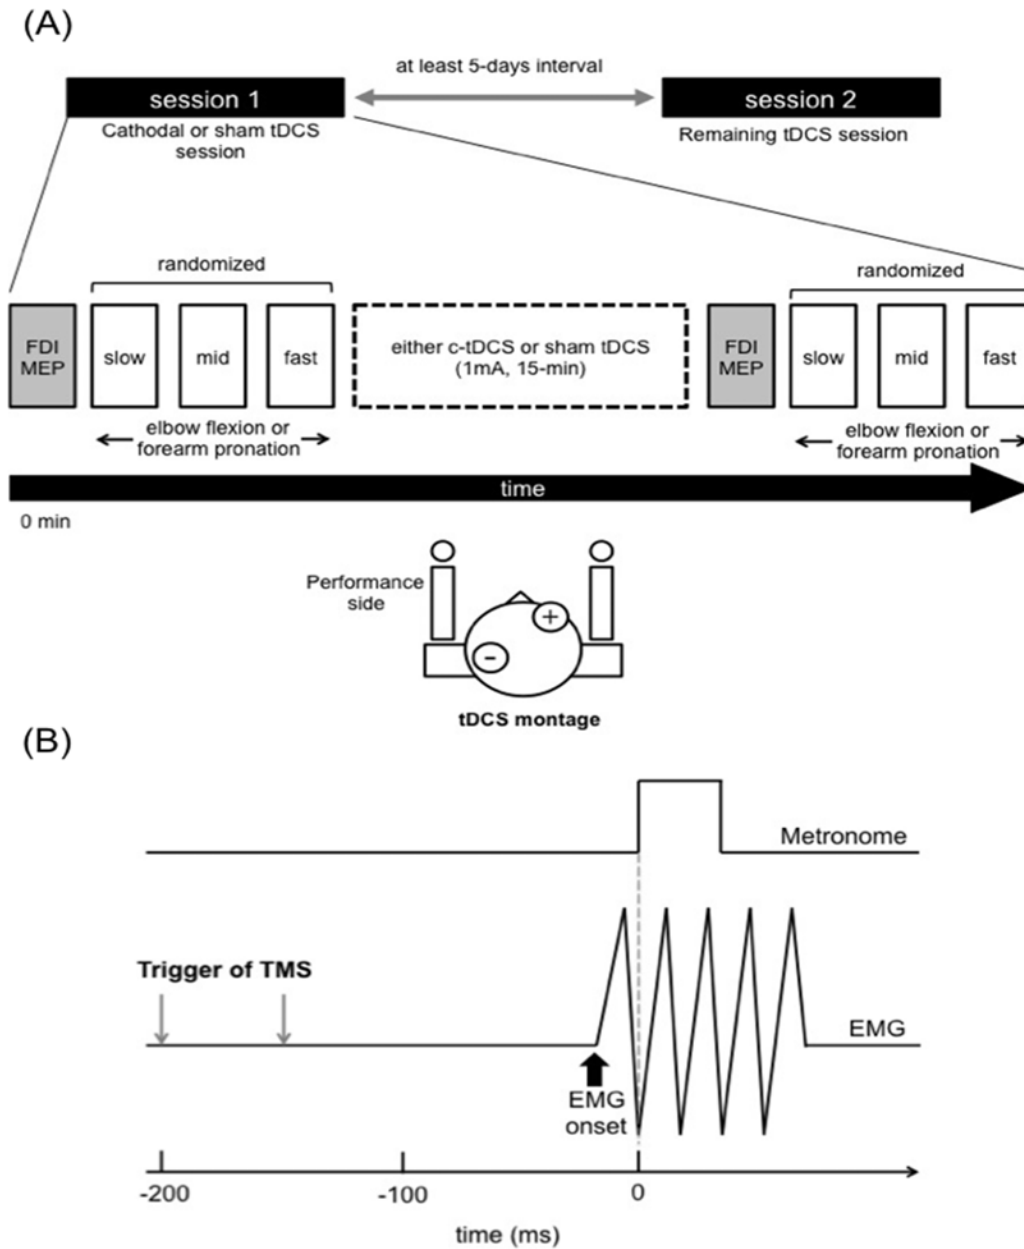 (A)
at least 5-days interval
session 1
session 2
Cathodal or sham tDCS
session
Remaining tDCS session
randomized
randomized
FDI
MEP
slow
mid
fast
either c-tDCS or sham tDCS
(1mA, 15-min)
FDI
MEP
slow
mid
fast
elbow flexion or
forearm pronation
elbow flexion or
forearm pronation
time
0 min
Performance
side
+
-
tDCS montage
(B)
Metronome
Trigger of TMS
EMG
EMG
onset
-200
-100
0
time (ms)